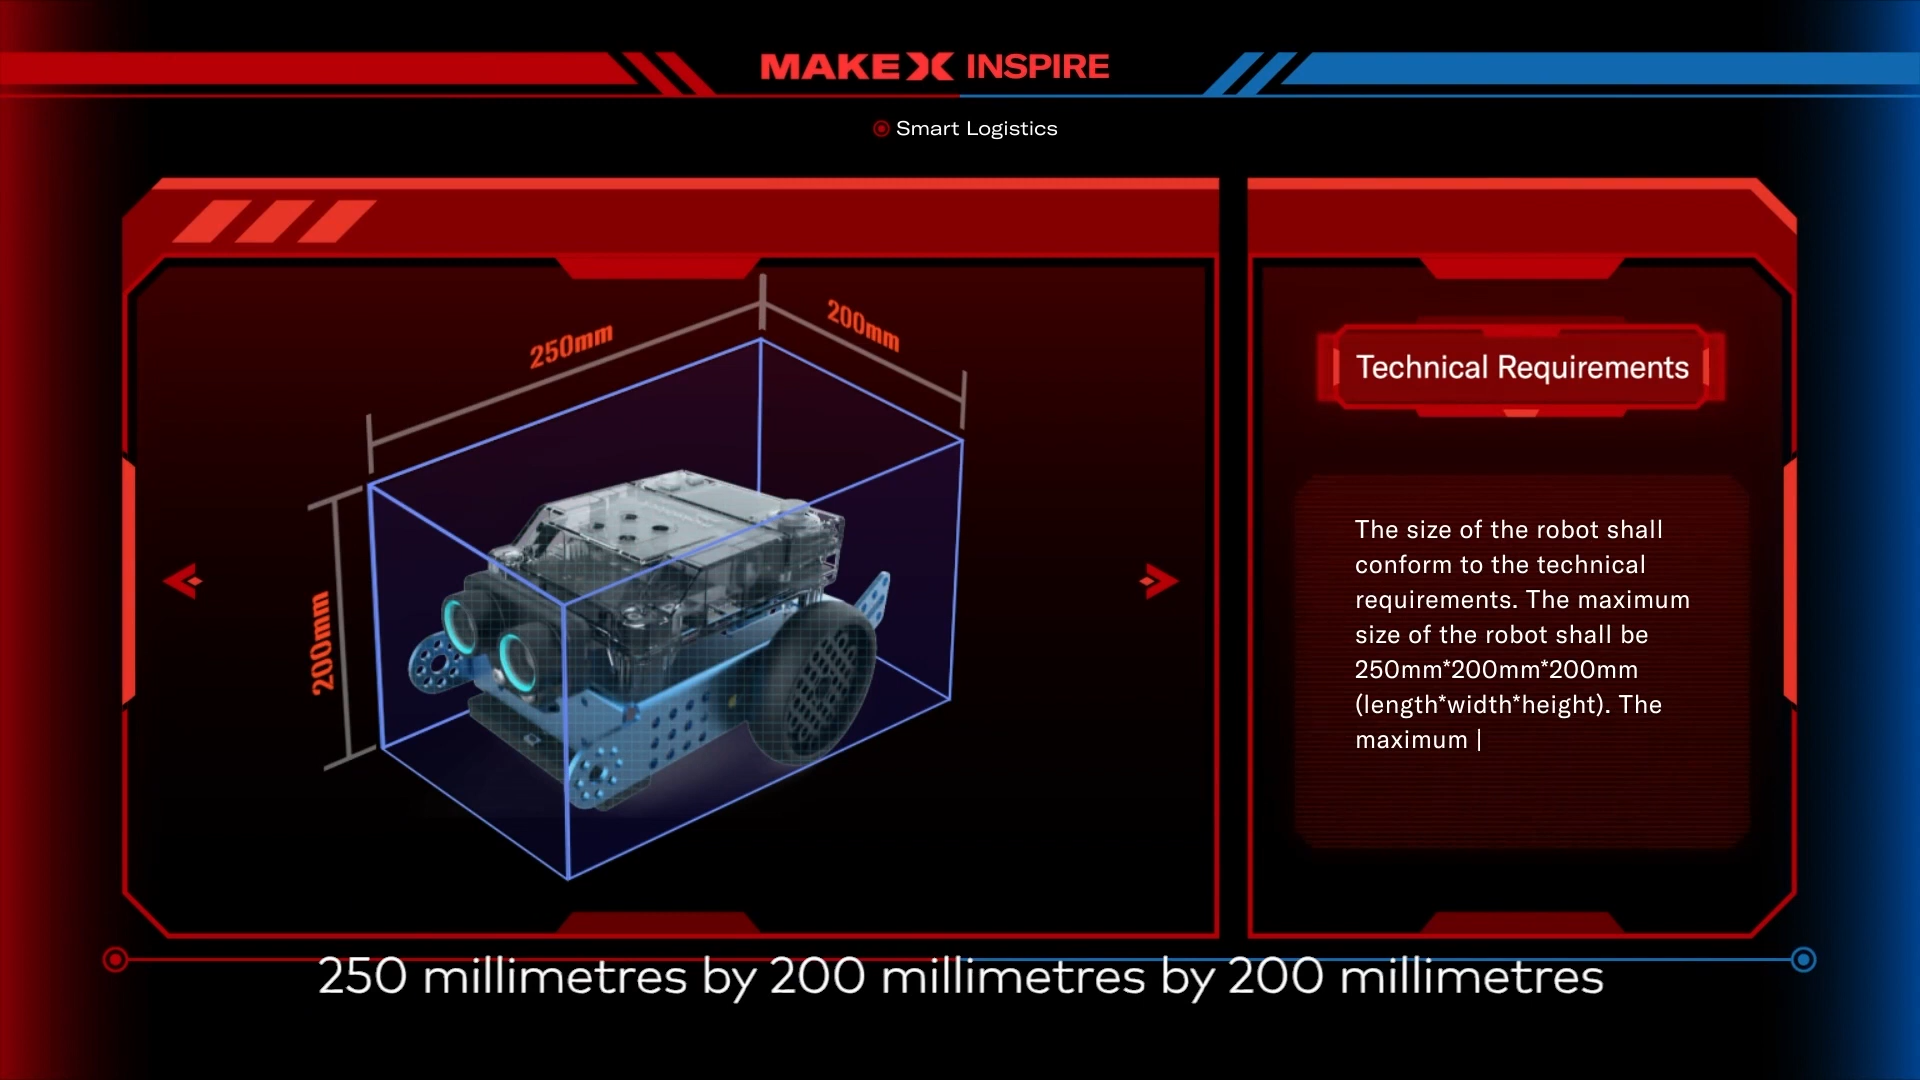 MAKEX INSPIRE
Smart Logistics
250mm
200mm
200mm
Technical Requirements
The size of the robot shall
conform to the technical
requirements. The maximum
size of the robot shall be
250mm*200mm*200mm
(length*width*height). The
maximum |
250 millimetres by 200 millimetres by 200 millimetres